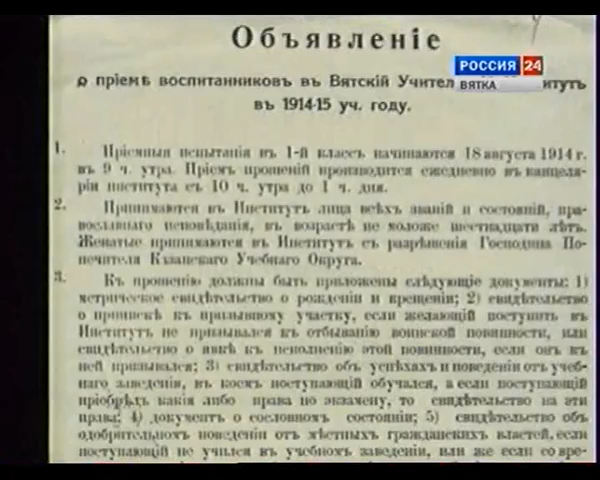 Объявленіе
о пріемѣ воспитанниковъ въ Вятскій Учител итутъ
въ 1914-15 уч. году.
РОССИЯ 24
ВЯТКА
1. Пріемныя испытанія въ 1-й классъ начинаются 18 августа 1914 г.
въ 9 ч. утра. Пріемъ прошеній производится ежедневно въ канцеля-
ріи института съ 10 ч. утра до 1 ч. дня.
2. Принимаются въ Институтъ лица всѣхъ званій и состояній, пра-
вославнаго исповѣданія, въ возрастѣ не моложе шестнадцати лѣтъ.
Женатые принимаются въ Институтъ съ разрѣшенія Господина По-
печителя Казанскаго Учебнаго Округа.
3. Къ прошенію должны быть приложены слѣдующіе документы: 1)
метрическое свидѣтельство о рожденіи и крещеніи; 2) свидѣтельство
о припискѣ къ призывному участку, если желающій поступить въ
Институтъ не призывался къ отбыванію воинской повинности, или
свидѣтельство о явкѣ къ исполненію этой повинности, если онъ къ
ней призывался; 3) свидѣтельство объ успѣхахъ и поведеніи отъ учеб-
наго заведенія, въ коемъ поступающій обучался, а если поступающій
пріобрѣлъ какія либо права по экзамену, то свидѣтельство на эти
права; 4) документъ о сословномъ состояніи; 5) свидѣтельство объ
одобрительномъ поведеніи отъ мѣстныхъ гражданскихъ властей, если
поступающій не учился въ учебномъ заведеніи, или же если со вре-